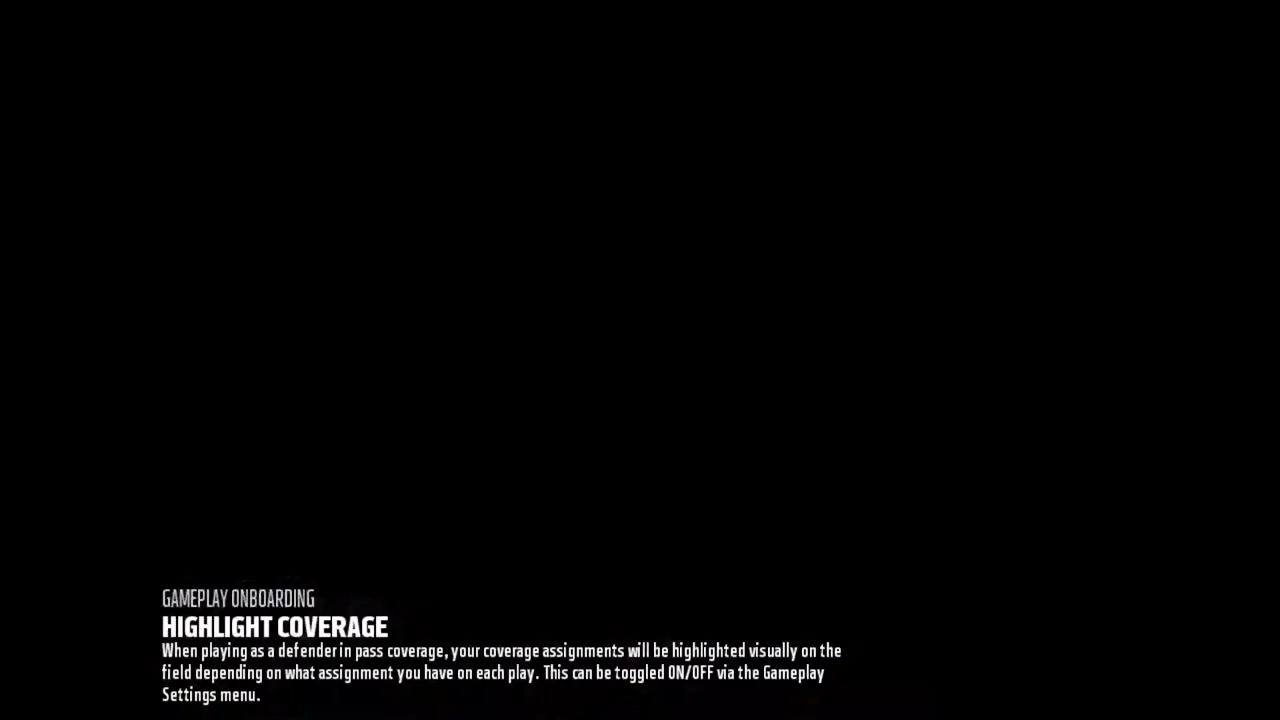 GAMEPLAY ONBOARDING
HIGHLIGHT COVERAGE
When playing as a defender in pass coverage, your coverage assignments will be highlighted visually on the
field depending on what assignment you have on each play. This can be toggled ON/OFF via the Gameplay
Settings menu.